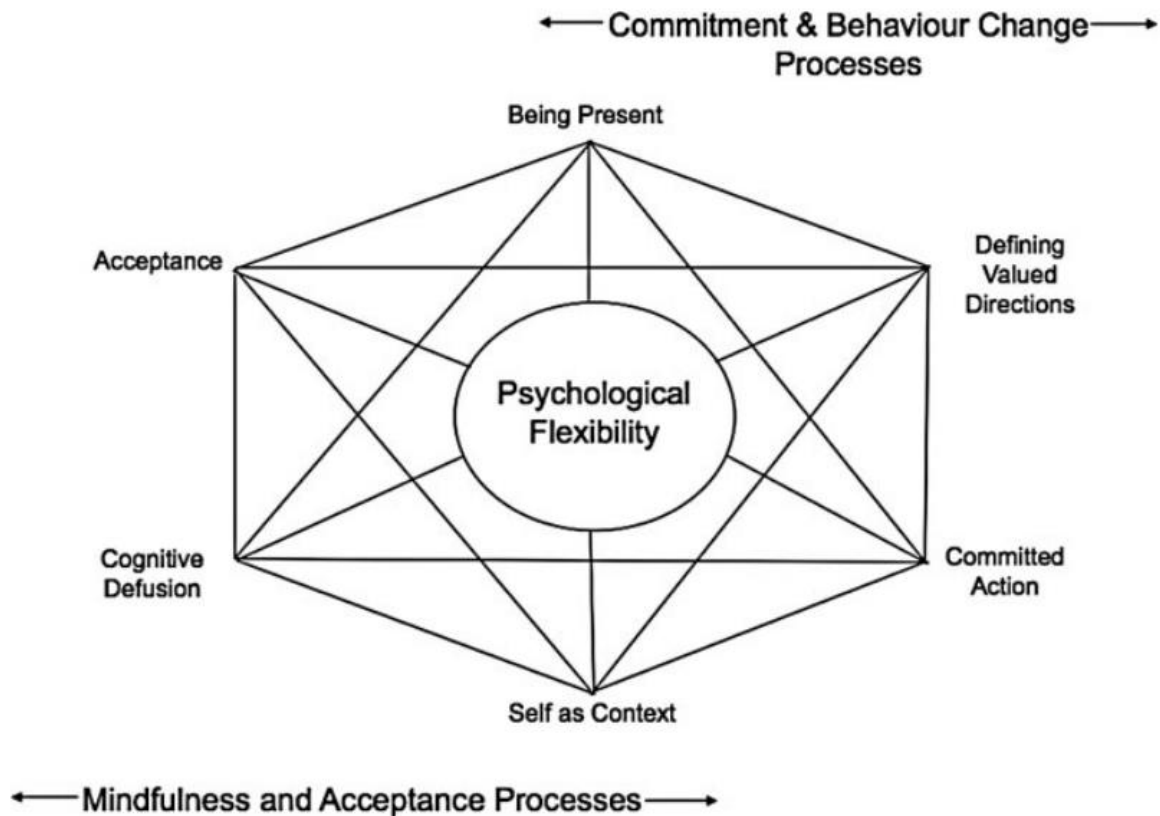 Commitment & Behaviour Change
Processes
Being Present
Acceptance
Defining
Valued
Directions
Psychological
Flexibility
Cognitive
Defusion
Committed
Action
Self as Context
Mindfulness and Acceptance Processes